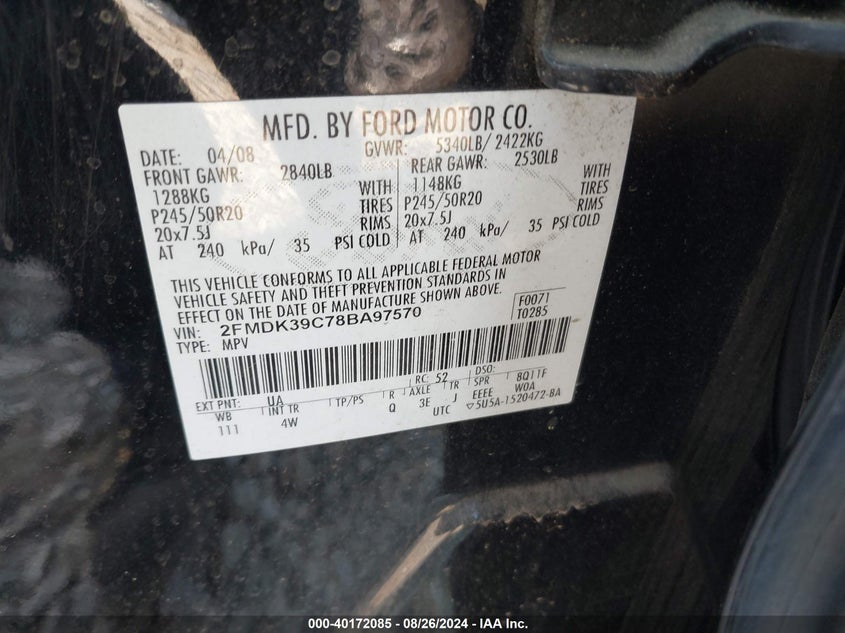 MFD. BY FORD MOTOR CO.
DATE: 04/08 GVWR: 5340LB/ 2422KG
FRONT GAWR: 2840LB REAR GAWR: 2530LB
1288KG WITH 1148KG WITH
P245/50R20 TIRES P245/50R20 TIRES
20x7.5J RIMS 20x7.5J RIMS
AT 240 kPa/ 35 PSI COLD AT 240 kPa/ 35 PSI COLD
THIS VEHICLE CONFORMS TO ALL APPLICABLE FEDERAL MOTOR
VEHICLE SAFETY AND THEFT PREVENTION STANDARDS IN
EFFECT ON THE DATE OF MANUFACTURE SHOWN ABOVE.
VIN: 2FMDK39C78BA97570 F0071
TYPE: MPV T0285
EXT PNT: UA RC: 52 DSO:
WB INT TR TP/PS R AXLE TR SPR 8Q1TF
111 4W Q 3E J EEEE W0A
UTC ▽5U5A-1520472-BA
000-40172085 - 08/26/2024 - IAA Inc.